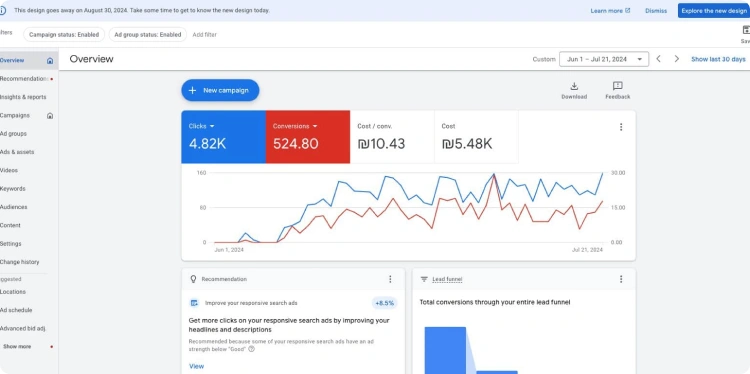 This design goes away on August 30, 2024. Take some time to get to know the new design today.
Learn more
Dismiss
Explore the new design
Campaign status: Enabled
Ad group status: Enabled
Add filter
Overview
Recommendations
Insights & reports
Campaigns
Ad groups
Ads & assets
Videos
Keywords
Audiences
Content
Settings
Change history
Locations
Ad schedule
Advanced bid adj.
Show more
Overview
Custom
Jun 1 – Jul 21, 2024
Show last 30 days
New campaign
Download
Feedback
Clicks
4.82K
Conversions
524.80
Cost / conv.
₪10.43
Cost
₪5.48K
160
80
0
30.00
15.00
0.00
Jun 1, 2024
Jul 21, 2024
Recommendation
Improve your responsive search ads
+8.5%
Get more clicks on your responsive search ads by improving your
headlines and descriptions
Recommended because some of your responsive search ads have an ad
strength below "Good"
View
Lead funnel
Total conversions through your entire lead funnel